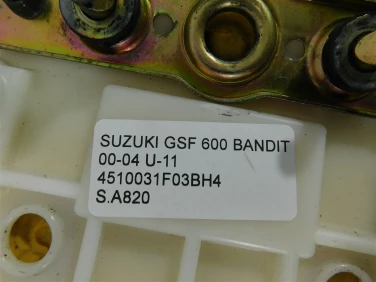 SUZUKI GSF 600 BANDIT
00-04 U-11
4510031F03BH4
S.A820